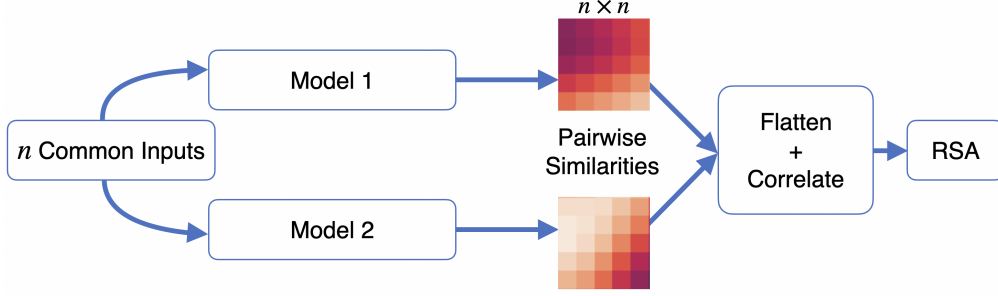 n × n
Model 1
n Common Inputs
Pairwise
Similarities
Flatten
+
Correlate
RSA
Model 2